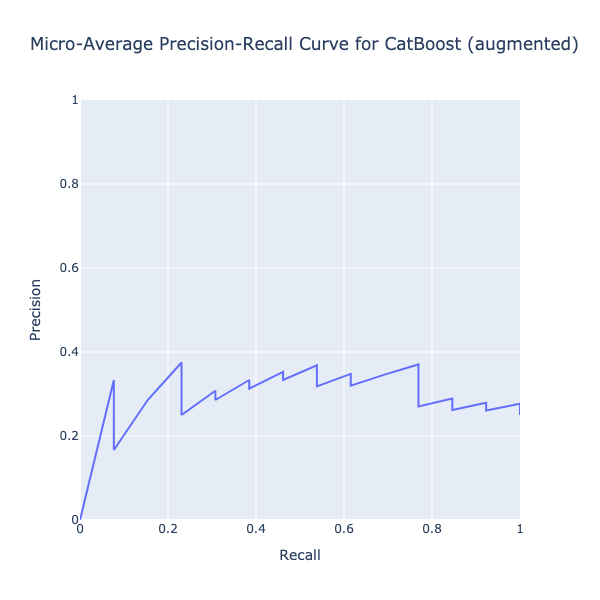 Micro-Average Precision-Recall Curve for CatBoost (augmented)
1
0.8
0.6
0.4
0.2
0
Precision
0 0.2 0.4 0.6 0.8 1
Recall